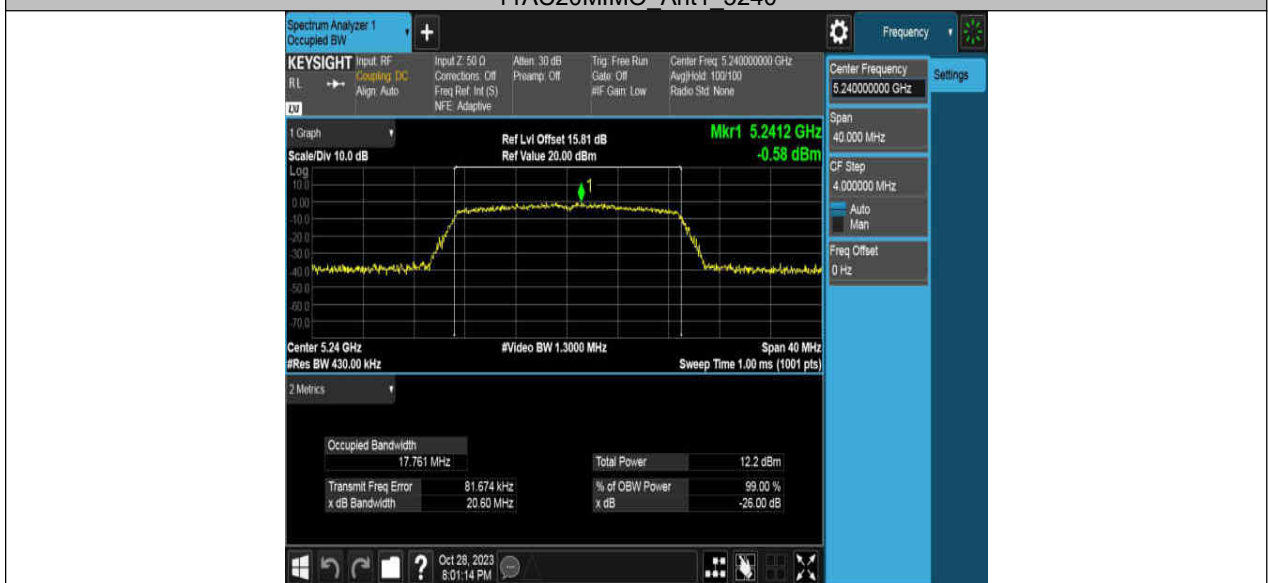 11AC20MIMO_Ant1_5240
Spectrum Analyzer 1
Occupied BW
+
Frequency
KEYSIGHT
RL
LXI
Input: RF
Coupling: DC
Align: Auto
Input Z: 50 Ω
Corrections: Off
Freq Ref: Int (S)
NFE: Adaptive
Atten: 30 dB
Preamp: Off
Trig: Free Run
Gate: Off
#IF Gain: Low
Center Freq: 5.240000000 GHz
Avg|Hold: 100/100
Radio Std: None
Center Frequency
5.240000000 GHz
Settings
Span
40.000 MHz
CF Step
4.000000 MHz
Auto
Man
Freq Offset
0 Hz
1 Graph
Scale/Div 10.0 dB
Ref Lvl Offset 15.81 dB
Ref Value 20.00 dBm
Mkr1 5.2412 GHz
-0.58 dBm
Log
10.0
0.00
-10.0
-20.0
-30.0
-40.0
-50.0
-60.0
-70.0
1
Center 5.24 GHz
#Video BW 1.3000 MHz
Span 40 MHz
#Res BW 430.00 kHz
Sweep Time 1.00 ms (1001 pts)
2 Metrics
Occupied Bandwidth
17.761 MHz
Total Power 12.2 dBm
Transmit Freq Error 81.674 kHz
% of OBW Power 99.00 %
x dB Bandwidth 20.60 MHz
x dB -26.00 dB
?
Oct 28, 2023
8:01:14 PM